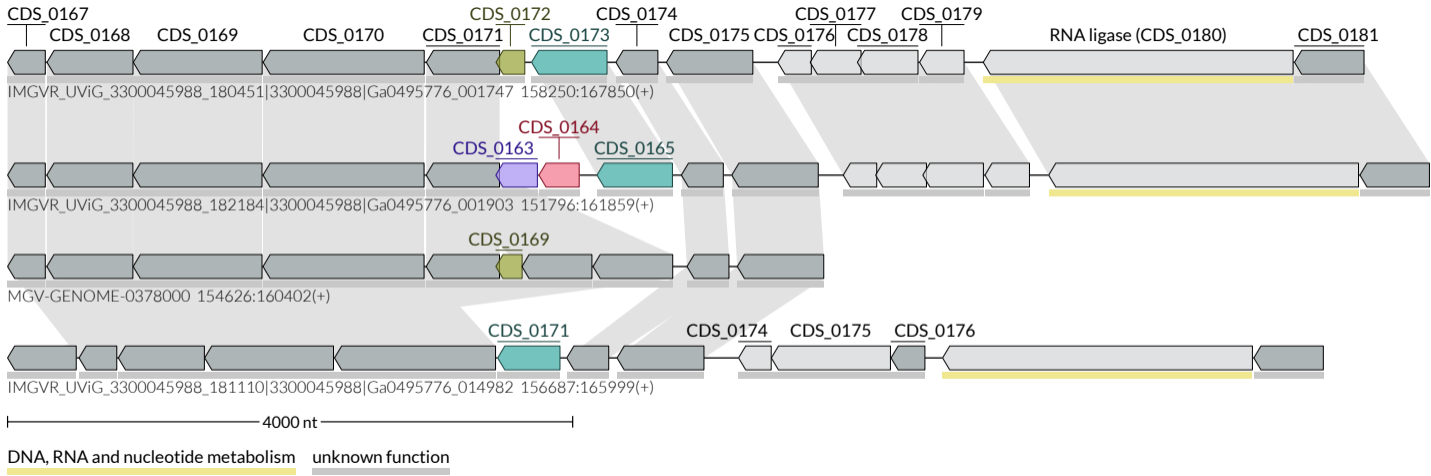 CDS_0167 CDS_0172 CDS_0174 CDS_0177 CDS_0179
CDS_0168 CDS_0169 CDS_0170 CDS_0171 CDS_0173 CDS_0175 CDS_0176 CDS_0178 RNA ligase (CDS_0180) CDS_0181
IMGVR_UViG_3300045988_180451|3300045988|Ga0495776_001747 158250:167850(+)
CDS_0164
CDS_0163 CDS_0165
IMGVR_UViG_3300045988_182184|3300045988|Ga0495776_001903 151796:161859(+)
CDS_0169
MGV-GENOME-0378000 154626:160402(+)
CDS_0171 CDS_0174 CDS_0175 CDS_0176
IMGVR_UViG_3300045988_181110|3300045988|Ga0495776_014982 156687:165999(+)
4000 nt
DNA, RNA and nucleotide metabolism unknown function